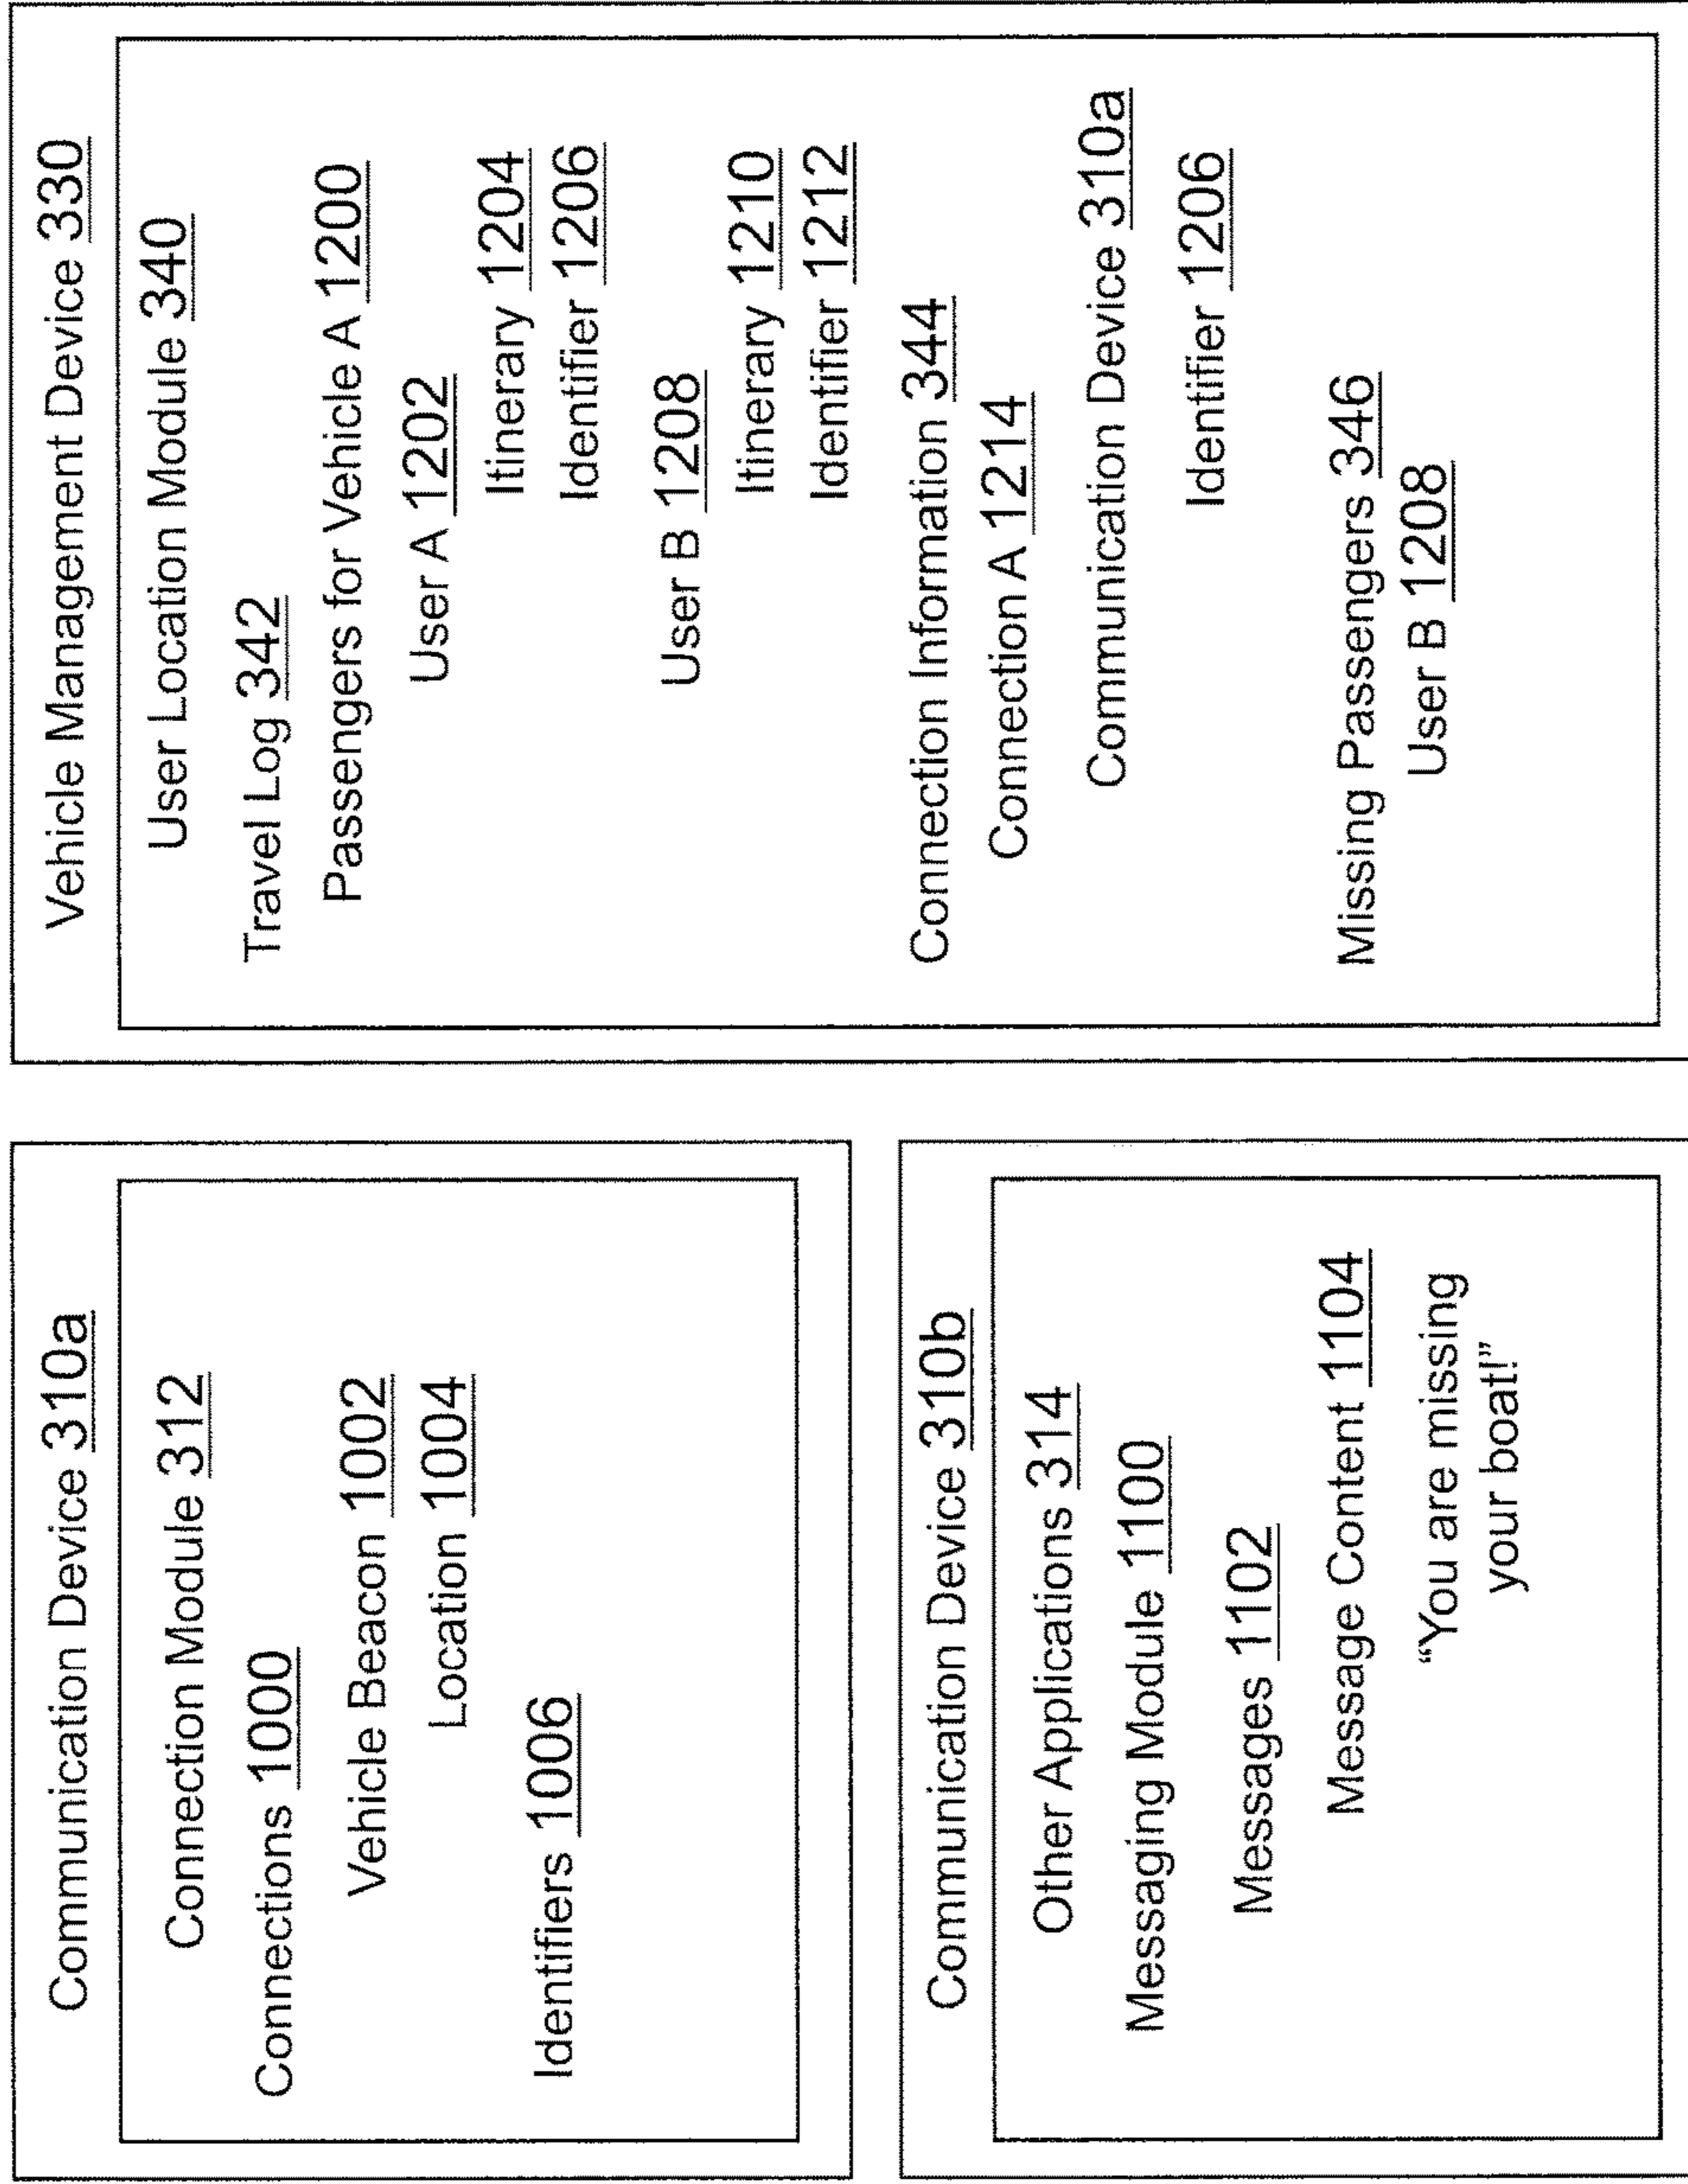 Communication Device 310a
Connection Module 312
Connections 1000
Vehicle Beacon 1002
Location 1004
Identifiers 1006
Communication Device 310b
Other Applications 314
Messaging Module 1100
Messages 1102
Message Content 1104
“You are missing
your boat!”
Vehicle Management Device 330
User Location Module 340
Travel Log 342
Passengers for Vehicle A 1200
User A 1202
Itinerary 1204
Identifier 1206
User B 1208
Itinerary 1210
Identifier 1212
Connection Information 344
Connection A 1214
Communication Device 310a
Identifier 1206
Missing Passengers 346
User B 1208